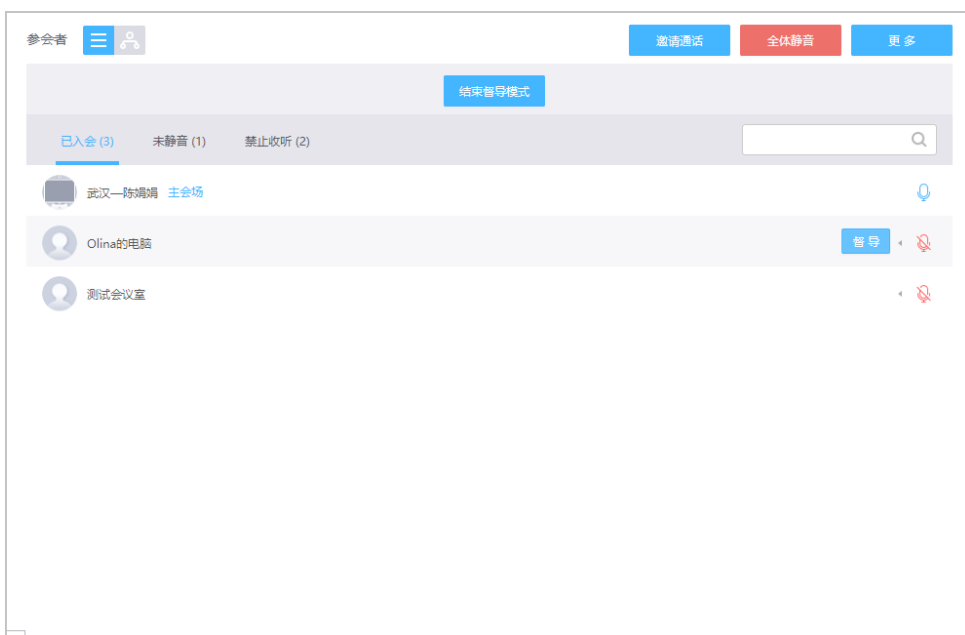 参会者 邀请通话 全体静音 更多
结束督导模式
已入会 (3) 未静音 (1) 禁止收听 (2)
武汉—陈娟娟 主会场
Olina的电脑 督导
测试会议室